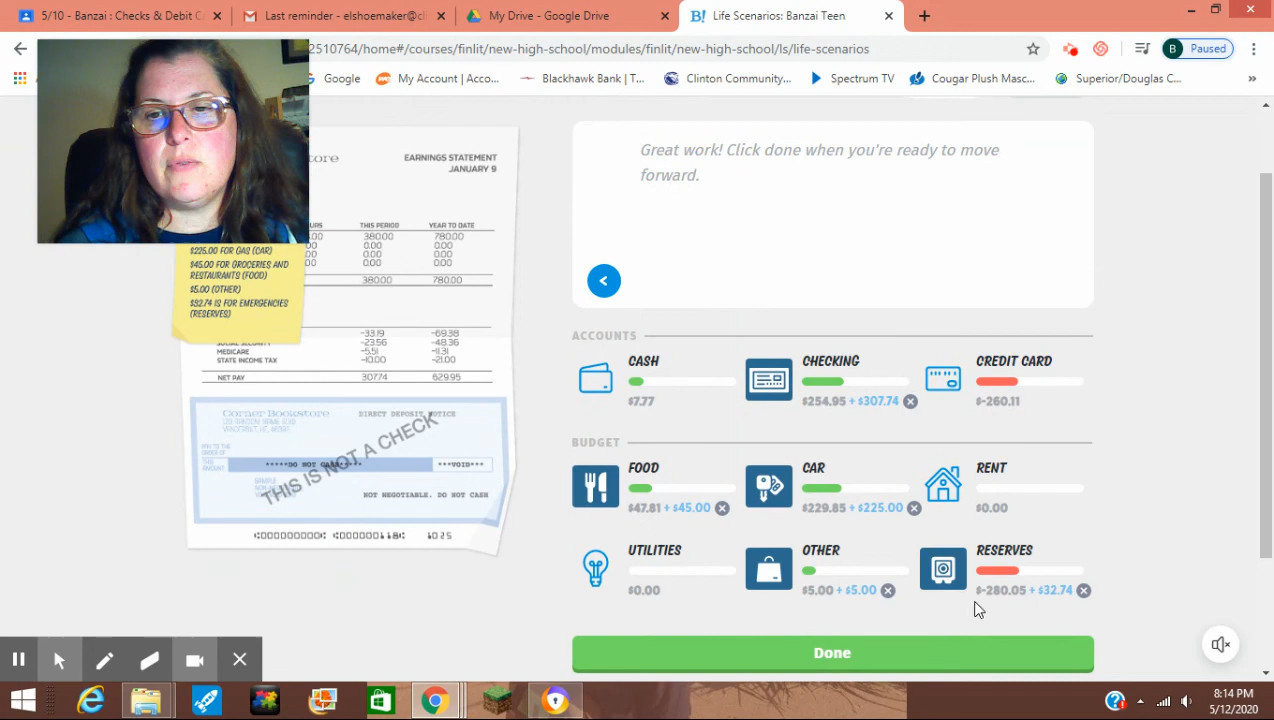 5/10 - Banzai : Checks & Debit C
Last reminder - elshoemaker@cl
My Drive - Google Drive
B! Life Scenarios: Banzai Teen
2510764/home#/courses/finlit/new-high-school/modules/finlit/new-high-school/ls/life-scenarios
B Paused
Google
My Account | Acco...
Blackhawk Bank | T...
Clinton Community...
Spectrum TV
Cougar Plush Masc...
Superior/Douglas C...
»
EARNINGS STATEMENT
JANUARY 9
THIS PERIOD YEAR TO DATE
380.00 780.00
0.00 0.00
0.00 0.00
0.00 0.00
380.00 780.00
$225.00 FOR GAS (CAR)
$45.00 FOR GROCERIES AND
RESTAURANTS (FOOD)
$5.00 (OTHER)
$32.74 IS FOR EMERGENCIES
(RESERVES)
-33.19 -69.38
SOCIAL SECURITY -23.56 -48.36
MEDICARE -5.51 -11.31
STATE INCOME TAX -10.00 -21.00
NET PAY 307.74 629.95
Corner Bookstore
DIRECT DEPOSIT NOTICE
*****DO NOT CASH***** ***VOID***
THIS IS NOT A CHECK
NOT NEGOTIABLE. DO NOT CASH
Great work! Click done when you're ready to move
forward.
<
ACCOUNTS
CASH
$7.77
CHECKING
$254.95 + $307.74
CREDIT CARD
$-260.11
BUDGET
FOOD
$47.81 + $45.00
CAR
$229.85 + $225.00
RENT
$0.00
UTILITIES
$0.00
OTHER
$5.00 + $5.00
RESERVES
$-280.05 + $32.74
Done
8:14 PM
5/12/2020